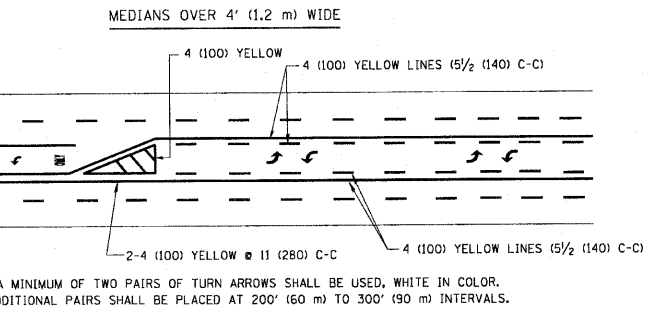 MEDIANS OVER 4' (1.2 m) WIDE
4 (100) YELLOW
4 (100) YELLOW LINES (5½ (140) C-C)
2-4 (100) YELLOW @ 11 (280) C-C
4 (100) YELLOW LINES (5½ (140) C-C)
A MINIMUM OF TWO PAIRS OF TURN ARROWS SHALL BE USED, WHITE IN COLOR.
DDITIONAL PAIRS SHALL BE PLACED AT 200' (60 m) TO 300' (90 m) INTERVALS.